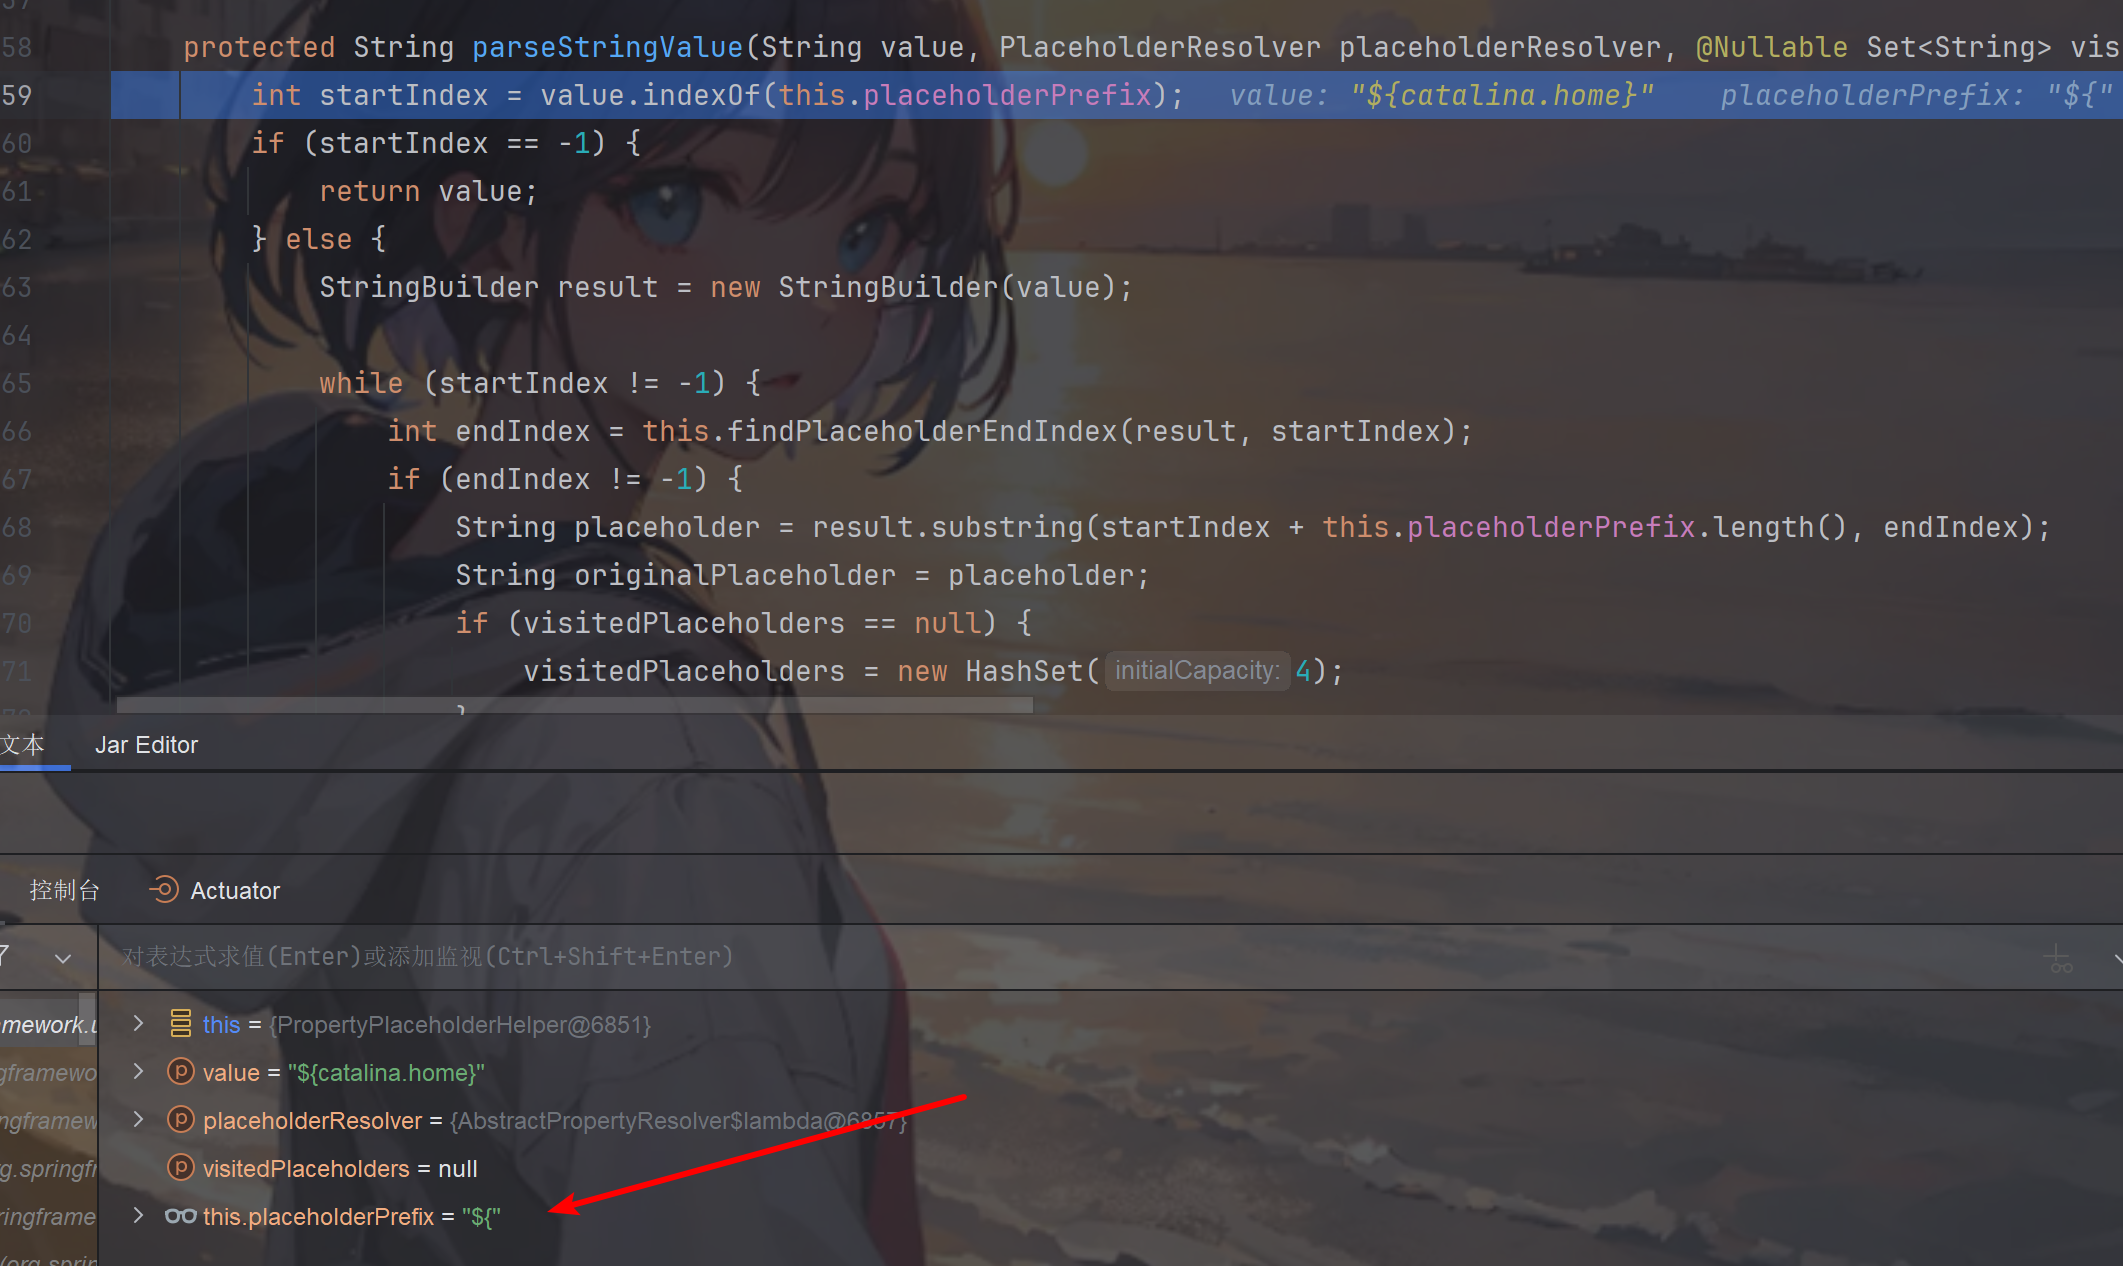 58 protected String parseStringValue(String value, PlaceholderResolver placeholderResolver, @Nullable Set<String> vis
59 int startIndex = value.indexOf(this.placeholderPrefix); value: "${catalina.home}" placeholderPrefix: "${"
60 if (startIndex == -1) {
61 return value;
62 } else {
63 StringBuilder result = new StringBuilder(value);
64
65 while (startIndex != -1) {
66 int endIndex = this.findPlaceholderEndIndex(result, startIndex);
67 if (endIndex != -1) {
68 String placeholder = result.substring(startIndex + this.placeholderPrefix.length(), endIndex);
69 String originalPlaceholder = placeholder;
70 if (visitedPlaceholders == null) {
71 visitedPlaceholders = new HashSet( initialCapacity: 4);
}
文本 Jar Editor
控制台 Actuator
对表达式求值(Enter)或添加监视(Ctrl+Shift+Enter)
mework.u this = {PropertyPlaceholderHelper@6851}
gframewo value = "${catalina.home}"
ngframew placeholderResolver = {AbstractPropertyResolver$lambda@6857}
rg.springfr visitedPlaceholders = null
ringframe this.placeholderPrefix = "${"
(org.sprin